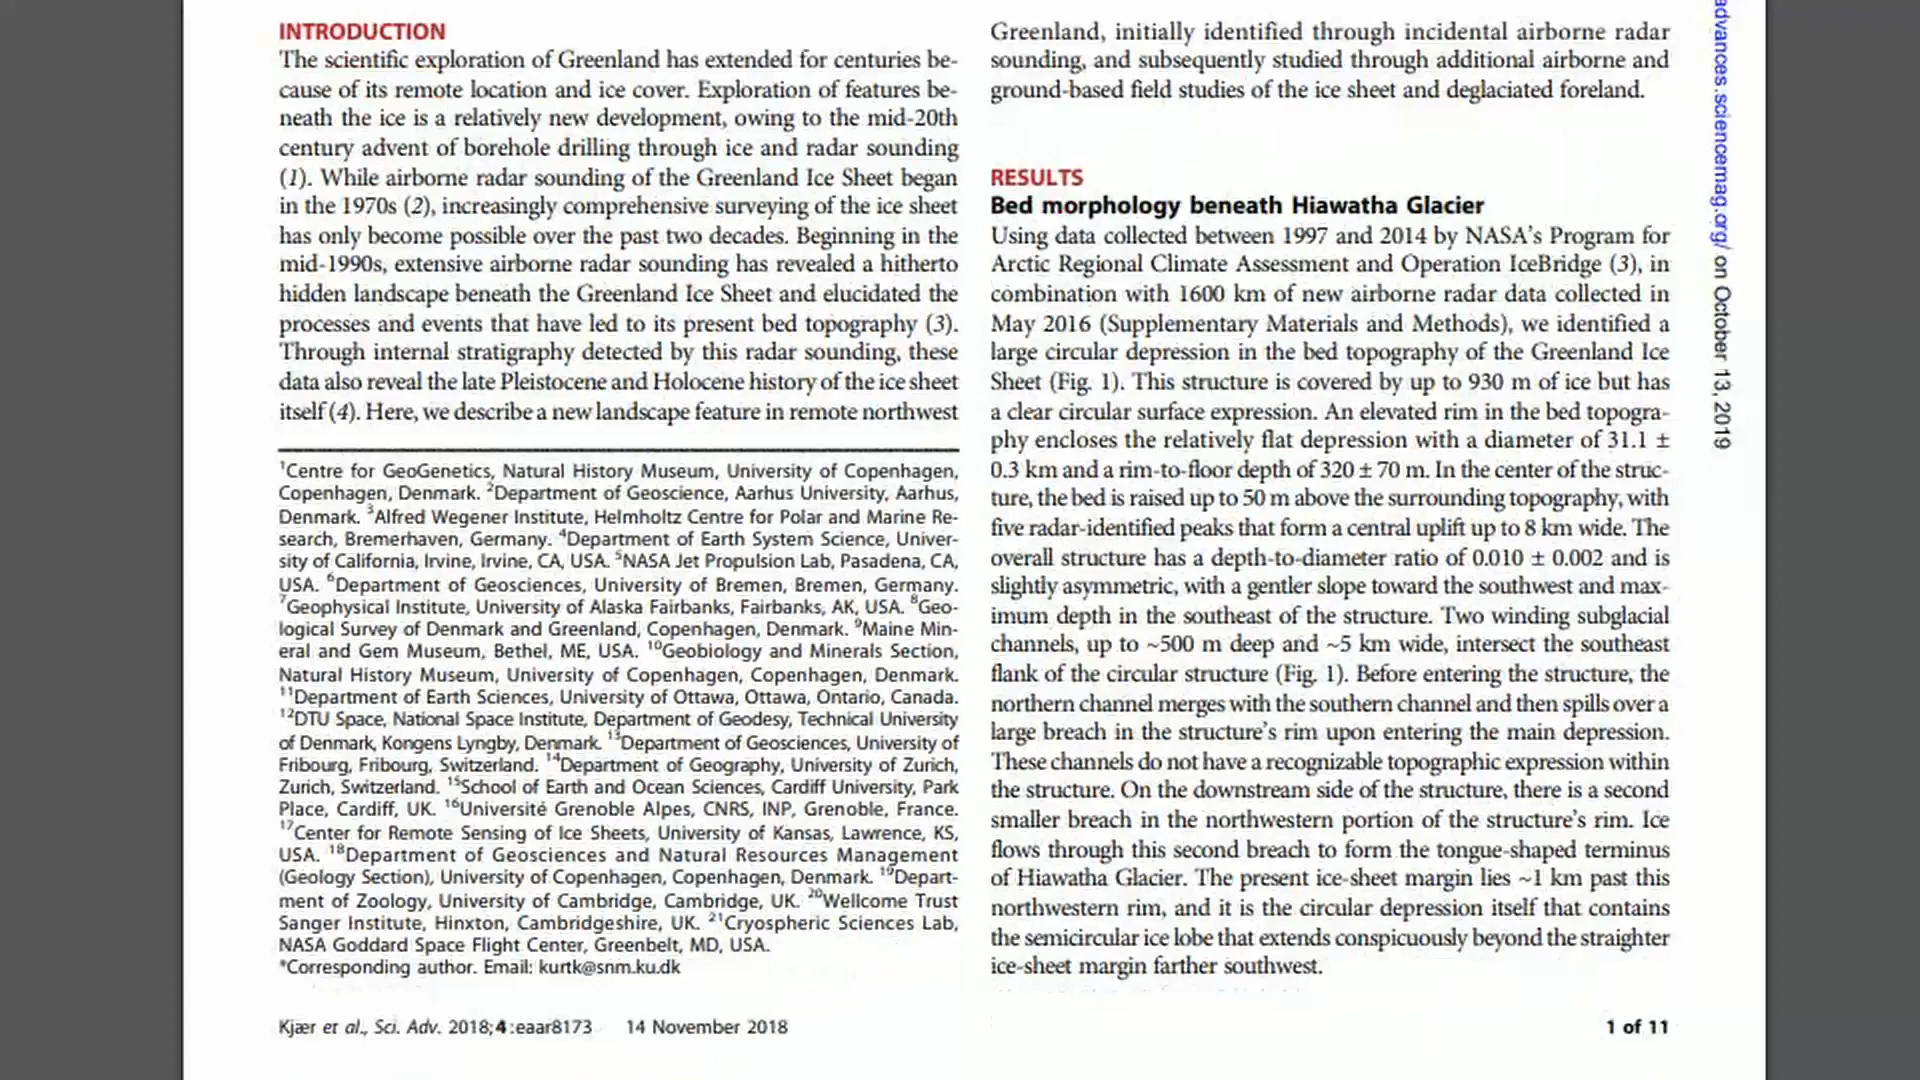 INTRODUCTION
The scientific exploration of Greenland has extended for centuries be-
cause of its remote location and ice cover. Exploration of features be-
neath the ice is a relatively new development, owing to the mid-20th
century advent of borehole drilling through ice and radar sounding
(1). While airborne radar sounding of the Greenland Ice Sheet began
in the 1970s (2), increasingly comprehensive surveying of the ice sheet
has only become possible over the past two decades. Beginning in the
mid-1990s, extensive airborne radar sounding has revealed a hitherto
hidden landscape beneath the Greenland Ice Sheet and elucidated the
processes and events that have led to its present bed topography (3).
Through internal stratigraphy detected by this radar sounding, these
data also reveal the late Pleistocene and Holocene history of the ice sheet
itself (4). Here, we describe a new landscape feature in remote northwest
¹Centre for GeoGenetics, Natural History Museum, University of Copenhagen,
Copenhagen, Denmark. ²Department of Geoscience, Aarhus University, Aarhus,
Denmark. ³Alfred Wegener Institute, Helmholtz Centre for Polar and Marine Re-
search, Bremerhaven, Germany. ⁴Department of Earth System Science, Univer-
sity of California, Irvine, Irvine, CA, USA. ⁵NASA Jet Propulsion Lab, Pasadena, CA,
USA. ⁶Department of Geosciences, University of Bremen, Bremen, Germany.
⁷Geophysical Institute, University of Alaska Fairbanks, Fairbanks, AK, USA. ⁸Geo-
logical Survey of Denmark and Greenland, Copenhagen, Denmark. ⁹Maine Min-
eral and Gem Museum, Bethel, ME, USA. ¹⁰Geobiology and Minerals Section,
Natural History Museum, University of Copenhagen, Copenhagen, Denmark.
¹¹Department of Earth Sciences, University of Ottawa, Ottawa, Ontario, Canada.
¹²DTU Space, National Space Institute, Department of Geodesy, Technical University
of Denmark, Kongens Lyngby, Denmark. ¹³Department of Geosciences, University of
Fribourg, Fribourg, Switzerland. ¹⁴Department of Geography, University of Zurich,
Zurich, Switzerland. ¹⁵School of Earth and Ocean Sciences, Cardiff University, Park
Place, Cardiff, UK. ¹⁶Université Grenoble Alpes, CNRS, INP, Grenoble, France.
¹⁷Center for Remote Sensing of Ice Sheets, University of Kansas, Lawrence, KS,
USA. ¹⁸Department of Geosciences and Natural Resources Management
(Geology Section), University of Copenhagen, Copenhagen, Denmark. ¹⁹Depart-
ment of Zoology, University of Cambridge, Cambridge, UK. ²⁰Wellcome Trust
Sanger Institute, Hinxton, Cambridgeshire, UK. ²¹Cryospheric Sciences Lab,
NASA Goddard Space Flight Center, Greenbelt, MD, USA.
*Corresponding author. Email: kurtk@snm.ku.dk
Greenland, initially identified through incidental airborne radar
sounding, and subsequently studied through additional airborne and
ground-based field studies of the ice sheet and deglaciated foreland.
RESULTS
Bed morphology beneath Hiawatha Glacier
Using data collected between 1997 and 2014 by NASA's Program for
Arctic Regional Climate Assessment and Operation IceBridge (3), in
combination with 1600 km of new airborne radar data collected in
May 2016 (Supplementary Materials and Methods), we identified a
large circular depression in the bed topography of the Greenland Ice
Sheet (Fig. 1). This structure is covered by up to 930 m of ice but has
a clear circular surface expression. An elevated rim in the bed topogra-
phy encloses the relatively flat depression with a diameter of 31.1 ±
0.3 km and a rim-to-floor depth of 320 ± 70 m. In the center of the struc-
ture, the bed is raised up to 50 m above the surrounding topography, with
five radar-identified peaks that form a central uplift up to 8 km wide. The
overall structure has a depth-to-diameter ratio of 0.010 ± 0.002 and is
slightly asymmetric, with a gentler slope toward the southwest and max-
imum depth in the southeast of the structure. Two winding subglacial
channels, up to ~500 m deep and ~5 km wide, intersect the southeast
flank of the circular structure (Fig. 1). Before entering the structure, the
northern channel merges with the southern channel and then spills over a
large breach in the structure's rim upon entering the main depression.
These channels do not have a recognizable topographic expression within
the structure. On the downstream side of the structure, there is a second
smaller breach in the northwestern portion of the structure's rim. Ice
flows through this second breach to form the tongue-shaped terminus
of Hiawatha Glacier. The present ice-sheet margin lies ~1 km past this
northwestern rim, and it is the circular depression itself that contains
the semicircular ice lobe that extends conspicuously beyond the straighter
ice-sheet margin farther southwest.
advances.sciencemag.org/ on October 13, 2019
Kjær et al., Sci. Adv. 2018;4:eaar8173 14 November 2018
1 of 11